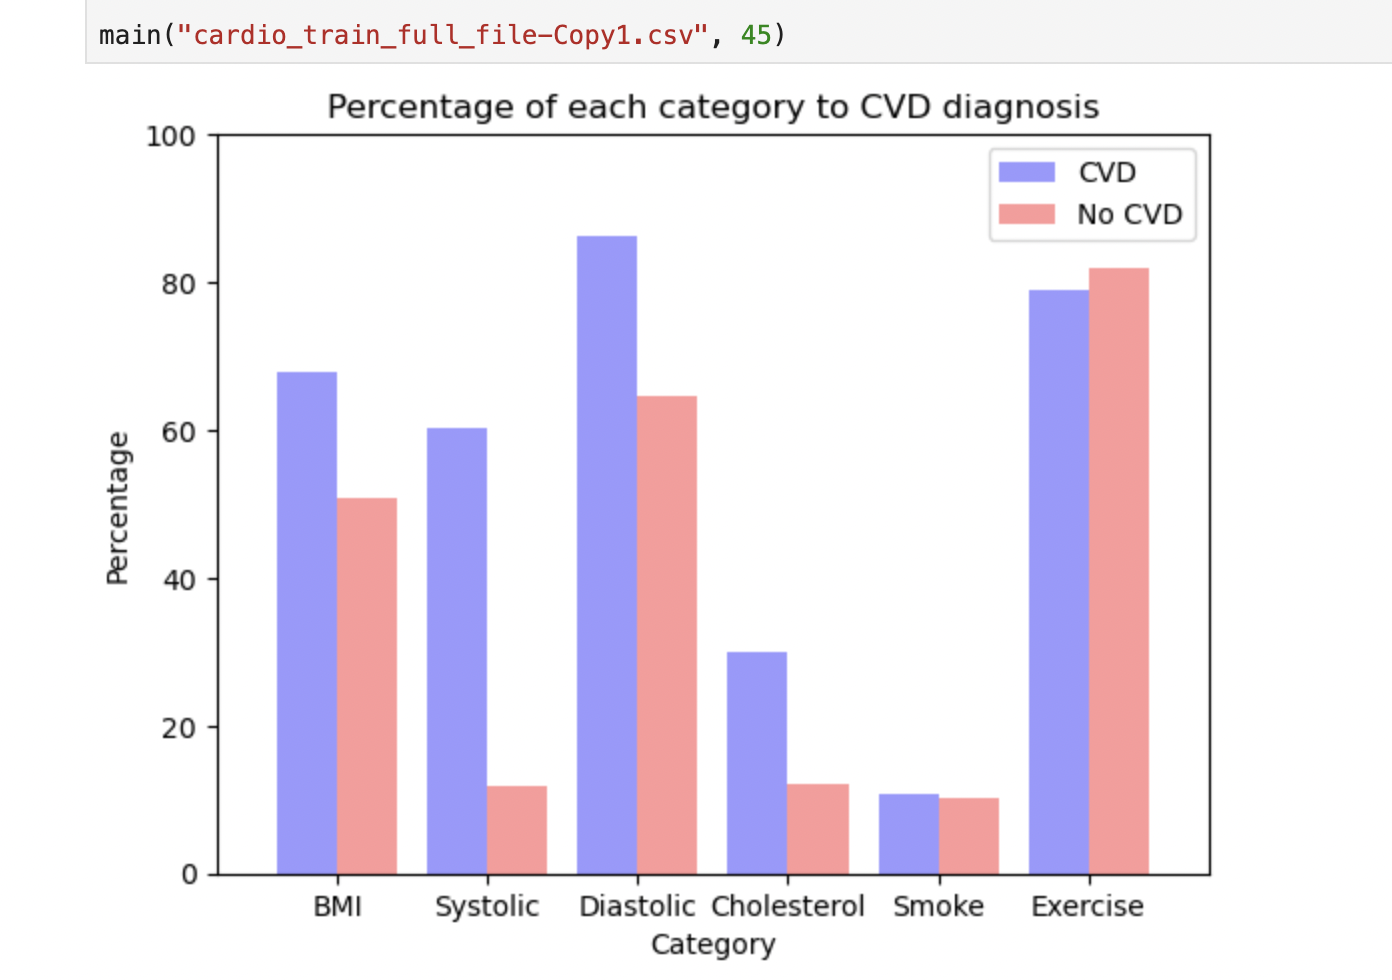 main("cardio_train_full_file-Copy1.csv", 45)
Percentage of each category to CVD diagnosis
100
80
60
40
20
0
Percentage
CVD
No CVD
BMI Systolic Diastolic Cholesterol Smoke Exercise
Category